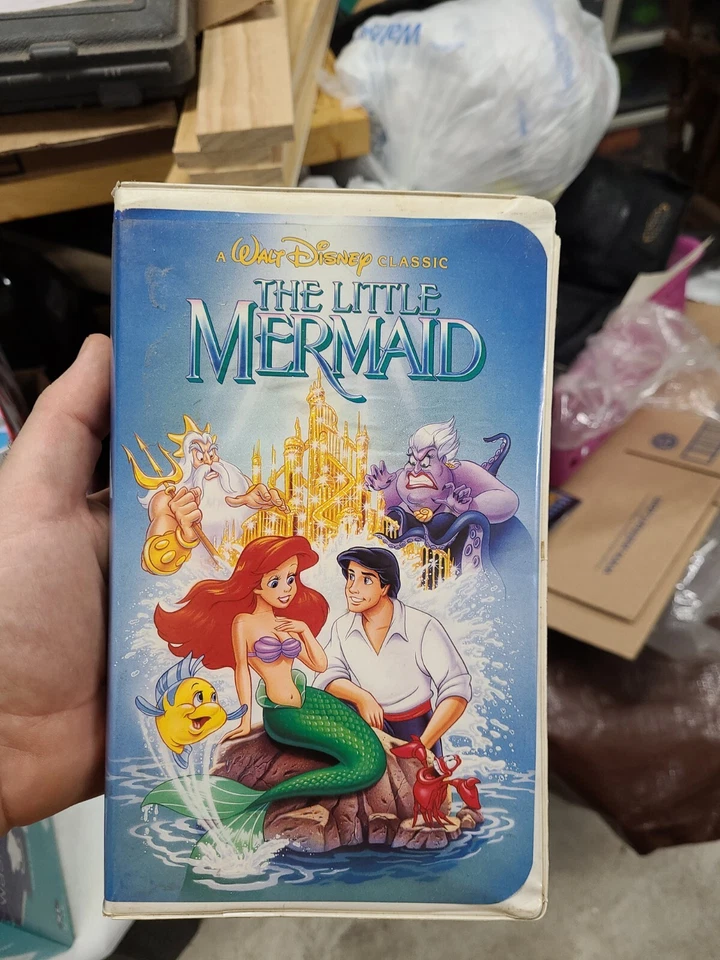 A WALT DISNEY CLASSIC
THE LITTLE
MERMAID